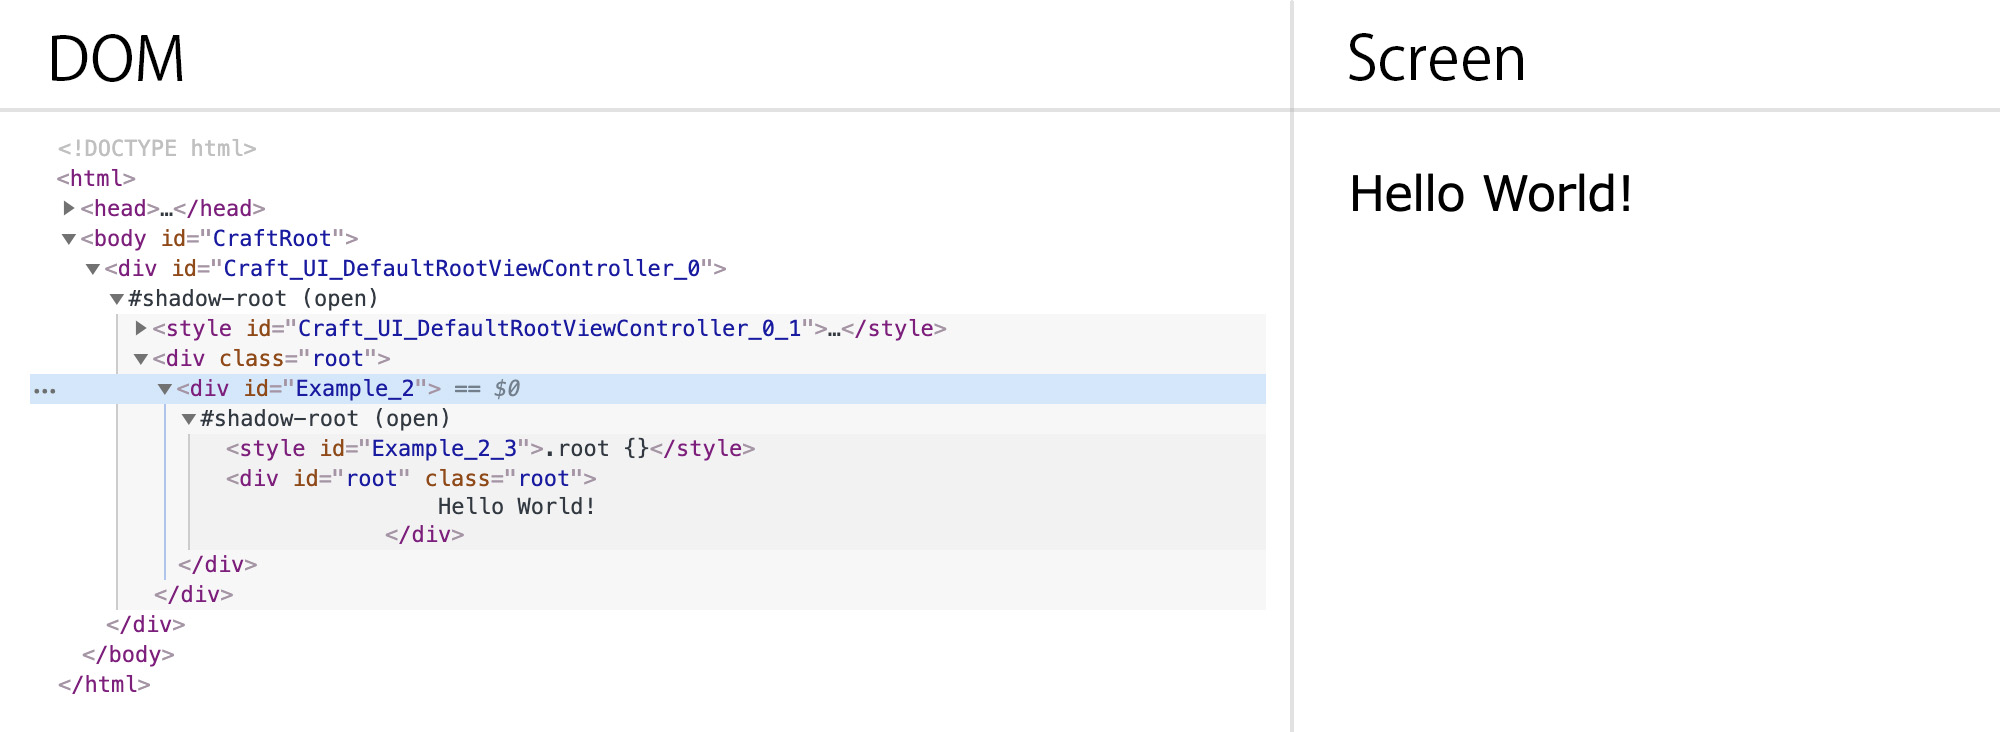 DOM
Screen
<!DOCTYPE html>
<html>
▶<head>…</head>
▼<body id="CraftRoot">
▼<div id="Craft_UI_DefaultRootViewController_0">
▼#shadow-root (open)
▶<style id="Craft_UI_DefaultRootViewController_0_1">…</style>
▼<div class="root">
… ▼<div id="Example_2"> == $0
▼#shadow-root (open)
<style id="Example_2_3">.root {}</style>
<div id="root" class="root">
Hello World!
</div>
</div>
</div>
</div>
</body>
</html>
Hello World!